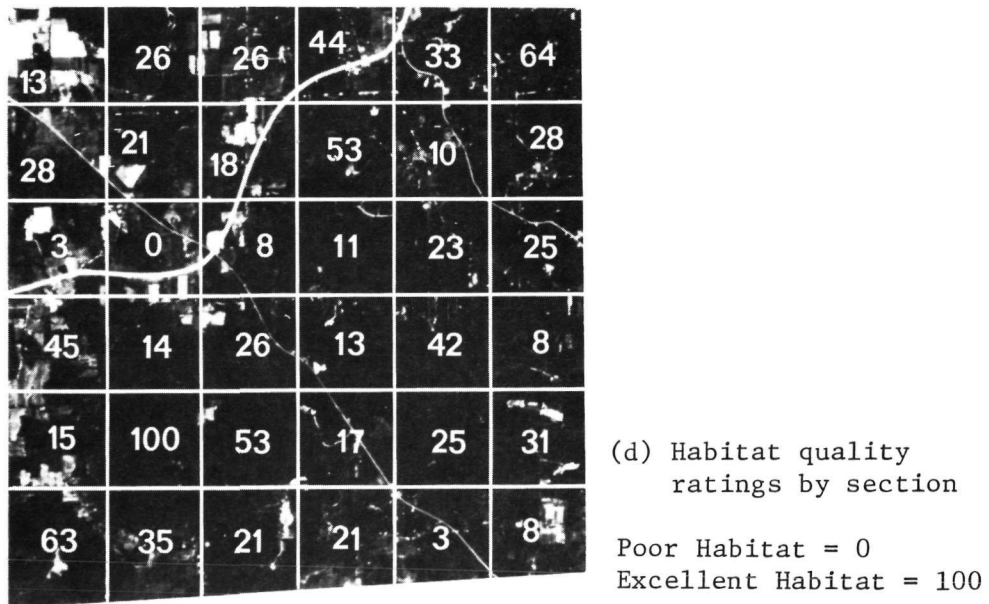 13 26 26 44 33 64
28 21 18 53 10 28
3 0 8 11 23 25
45 14 26 13 42 8
15 100 53 17 25 31
63 35 21 21 3 8
(d) Habitat quality
ratings by section
Poor Habitat = 0
Excellent Habitat = 100